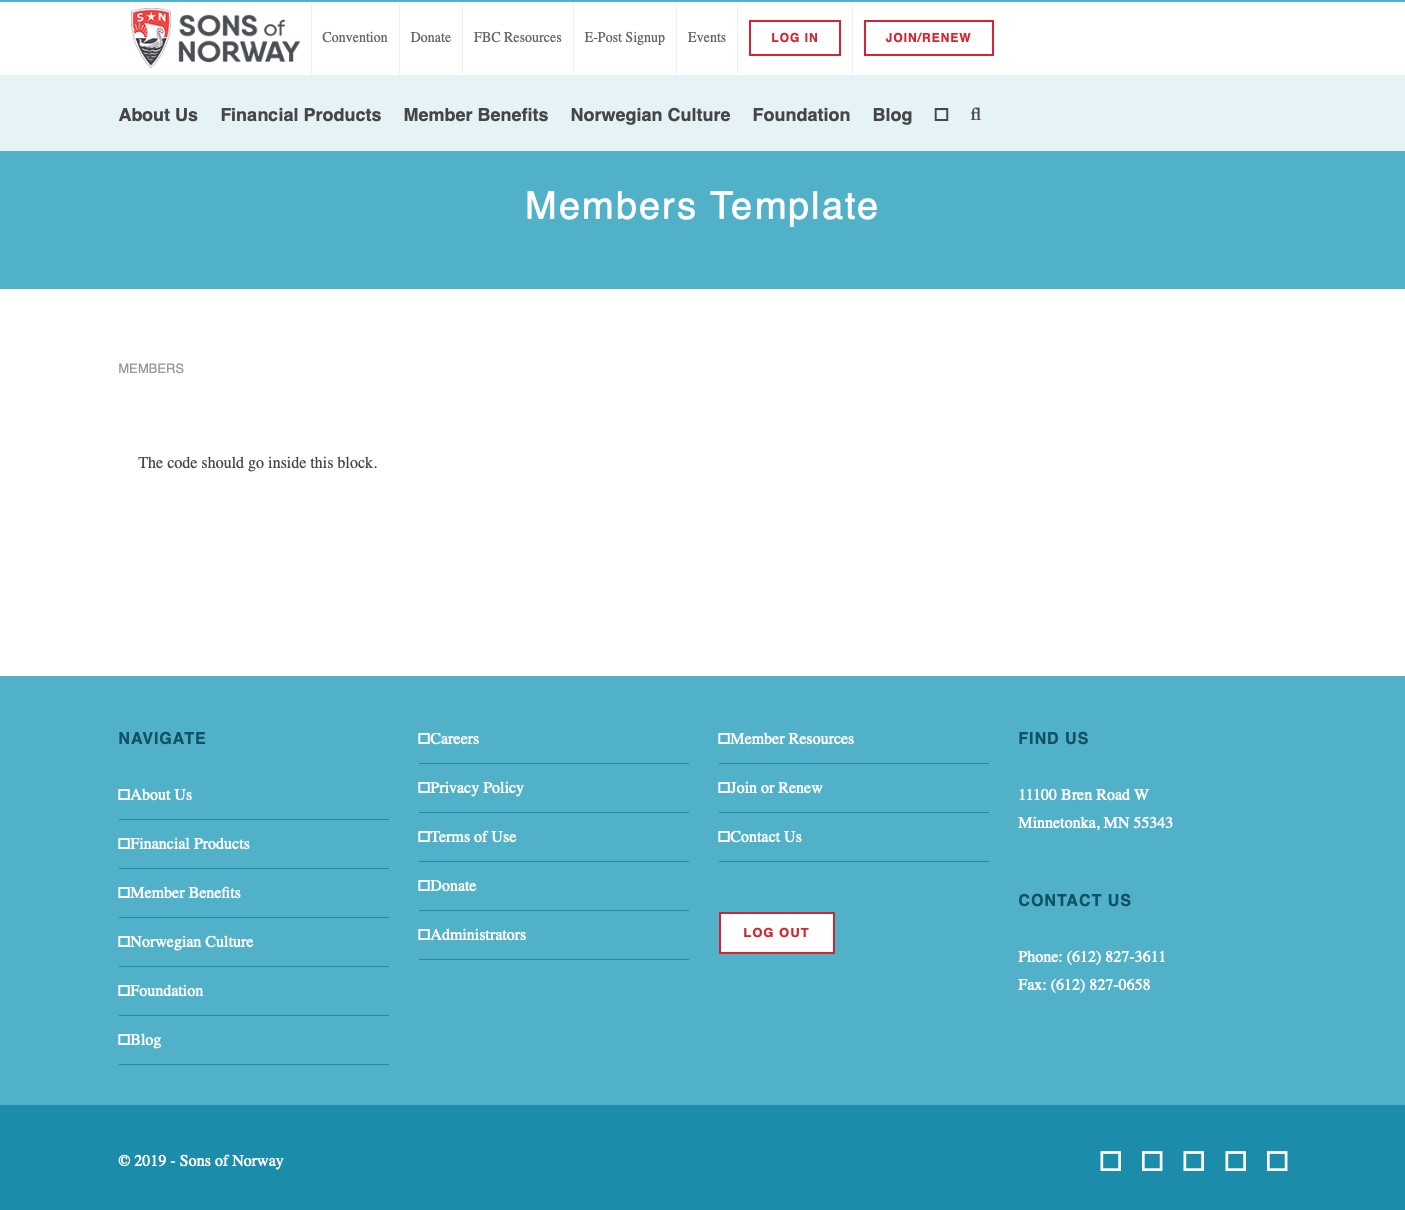 S N
SONS of
NORWAY
Convention
Donate
FBC Resources
E-Post Signup
Events
LOG IN
JOIN/RENEW
About Us
Financial Products
Member Benefits
Norwegian Culture
Foundation
Blog
Members Template
MEMBERS
The code should go inside this block.
NAVIGATE
About Us
Financial Products
Member Benefits
Norwegian Culture
Foundation
Blog
Careers
Privacy Policy
Terms of Use
Donate
Administrators
Member Resources
Join or Renew
Contact Us
LOG OUT
FIND US
11100 Bren Road W
Minnetonka, MN 55343
CONTACT US
Phone: (612) 827-3611
Fax: (612) 827-0658
© 2019 - Sons of Norway